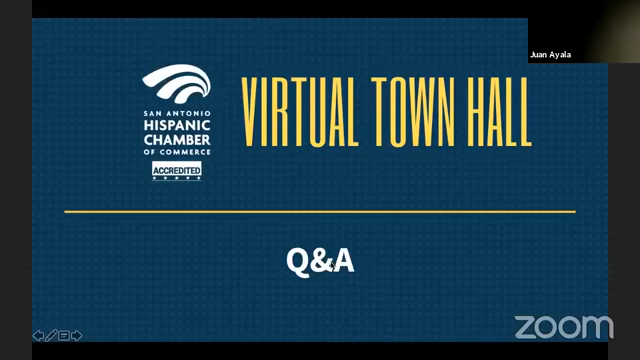 Juan Ayala
SAN ANTONIO
HISPANIC
CHAMBER
OF COMMERCE
ACCREDITED
VIRTUAL TOWN HALL
Q&A
zoom